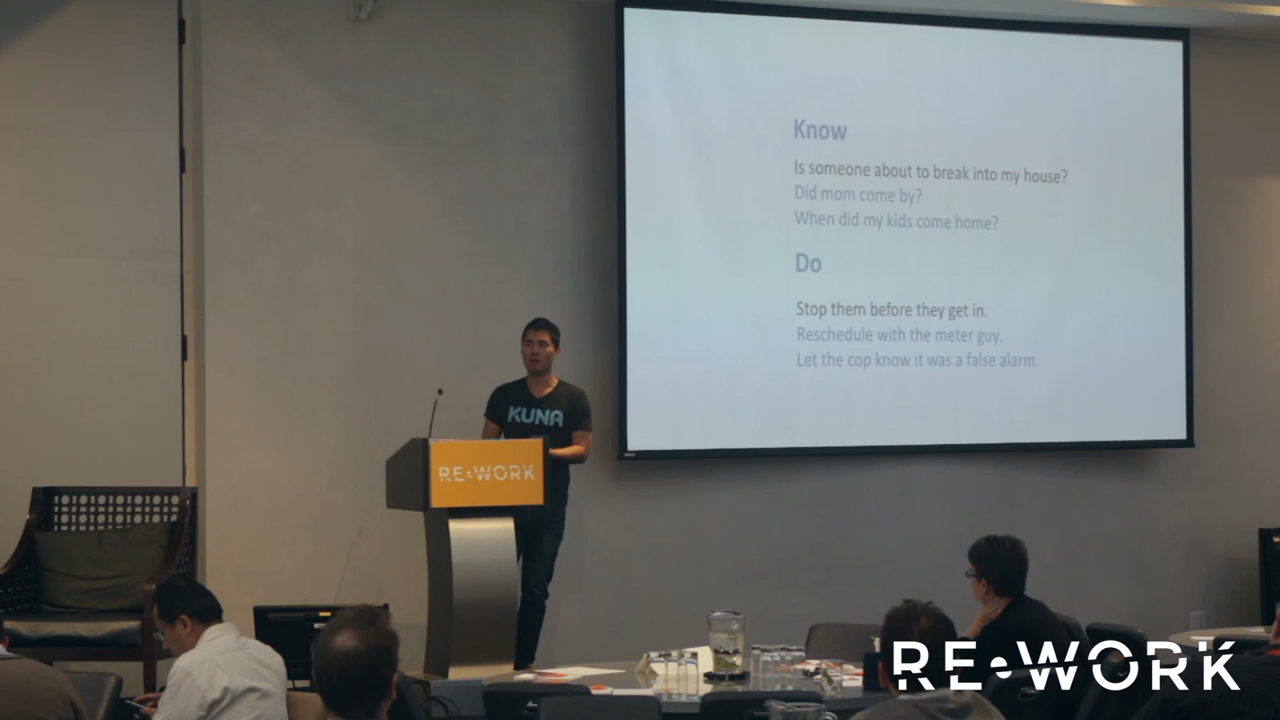 Know
Is someone about to break into my house?
Did mom come by?
When did my kids come home?
Do
Stop them before they get in.
Reschedule with the meter guy.
Let the cop know it was a false alarm.
KUNA
RE•WORK
RE•WORK